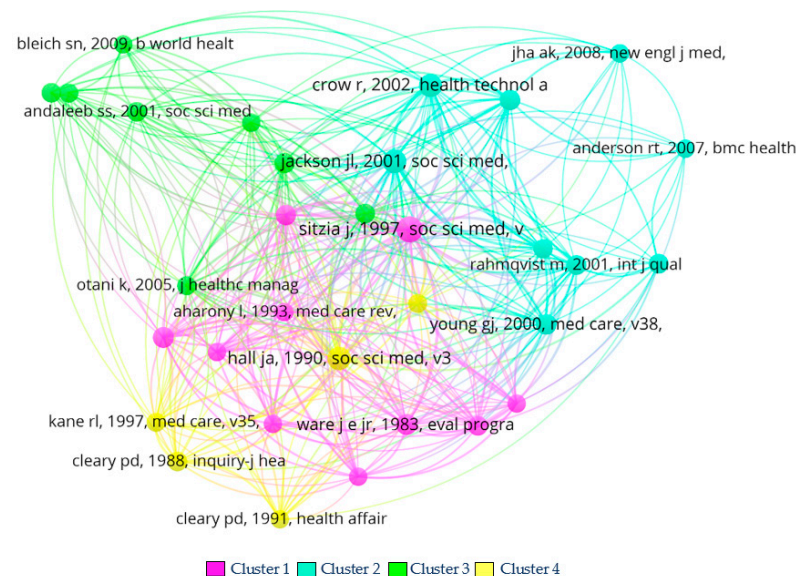 bleich sn, 2009, b world healt
jha ak, 2008, new engl j med,
crow r, 2002, health technol a
andaleeb ss, 2001, soc sci med
anderson rt, 2007, bmc health
jackson jl, 2001, soc sci med,
sitzia j, 1997, soc sci med, v
rahmqvist m, 2001, int j qual
otani k, 2005, j healthc manag
aharony l, 1993, med care rev,
young gj, 2000, med care, v38,
hall ja, 1990, soc sci med, v3
kane rl, 1997, med care, v35,
ware j e jr, 1983, eval progra
cleary pd, 1988, inquiry-j hea
cleary pd, 1991, health affair
Cluster 1 Cluster 2 Cluster 3 Cluster 4